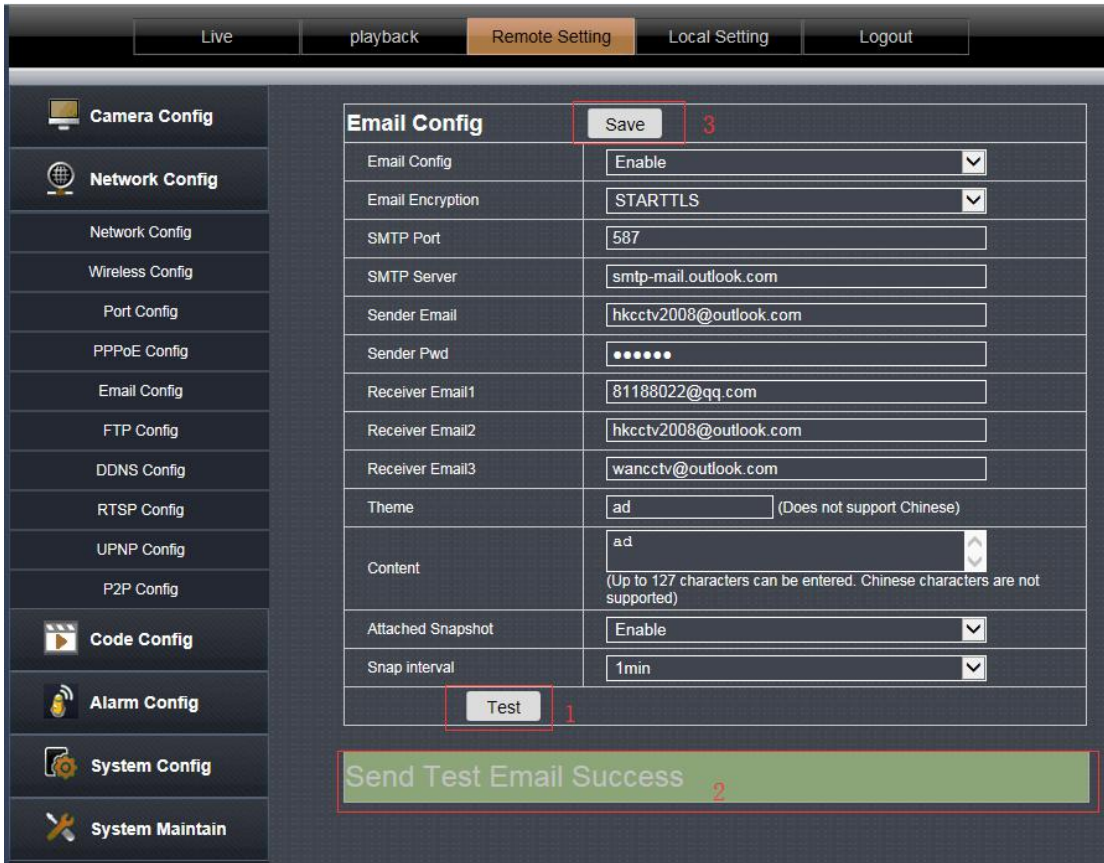 Live playback Remote Setting Local Setting Logout
Camera Config
Network Config
Network Config
Wireless Config
Port Config
PPPoE Config
Email Config
FTP Config
DDNS Config
RTSP Config
UPNP Config
P2P Config
Code Config
Alarm Config
System Config
System Maintain
Email Config Save 3
Email Config Enable
Email Encryption STARTTLS
SMTP Port 587
SMTP Server smtp-mail.outlook.com
Sender Email hkcctv2008@outlook.com
Sender Pwd ●●●●●●
Receiver Email1 81188022@qq.com
Receiver Email2 hkcctv2008@outlook.com
Receiver Email3 wancctv@outlook.com
Theme ad (Does not support Chinese)
Content ad
(Up to 127 characters can be entered. Chinese characters are not
supported)
Attached Snapshot Enable
Snap interval 1min
Test 1
Send Test Email Success 2